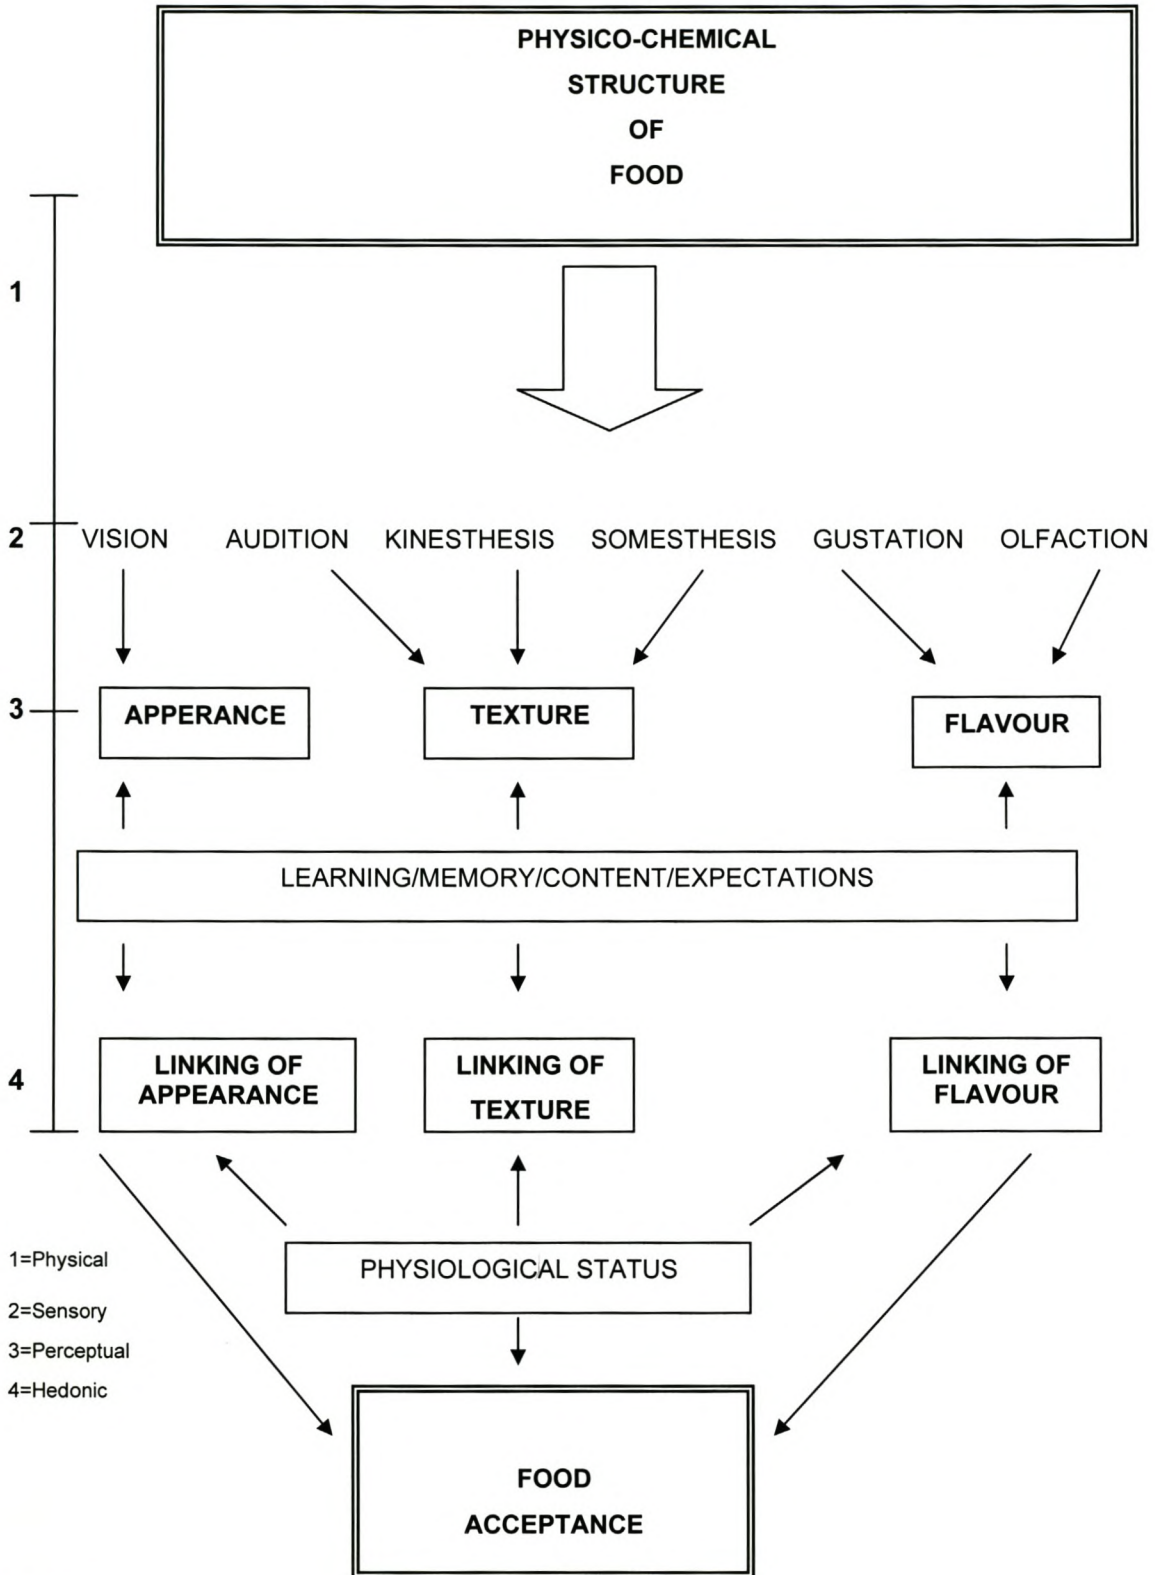 PHYSICO-CHEMICAL
STRUCTURE
OF
FOOD
1
2
VISION AUDITION KINESTHESIS SOMESTHESIS GUSTATION OLFACTION
3
APPERANCE
TEXTURE
FLAVOUR
LEARNING/MEMORY/CONTENT/EXPECTATIONS
4
LINKING OF
APPEARANCE
LINKING OF
TEXTURE
LINKING OF
FLAVOUR
1=Physical
2=Sensory
3=Perceptual
4=Hedonic
PHYSIOLOGICAL STATUS
FOOD
ACCEPTANCE